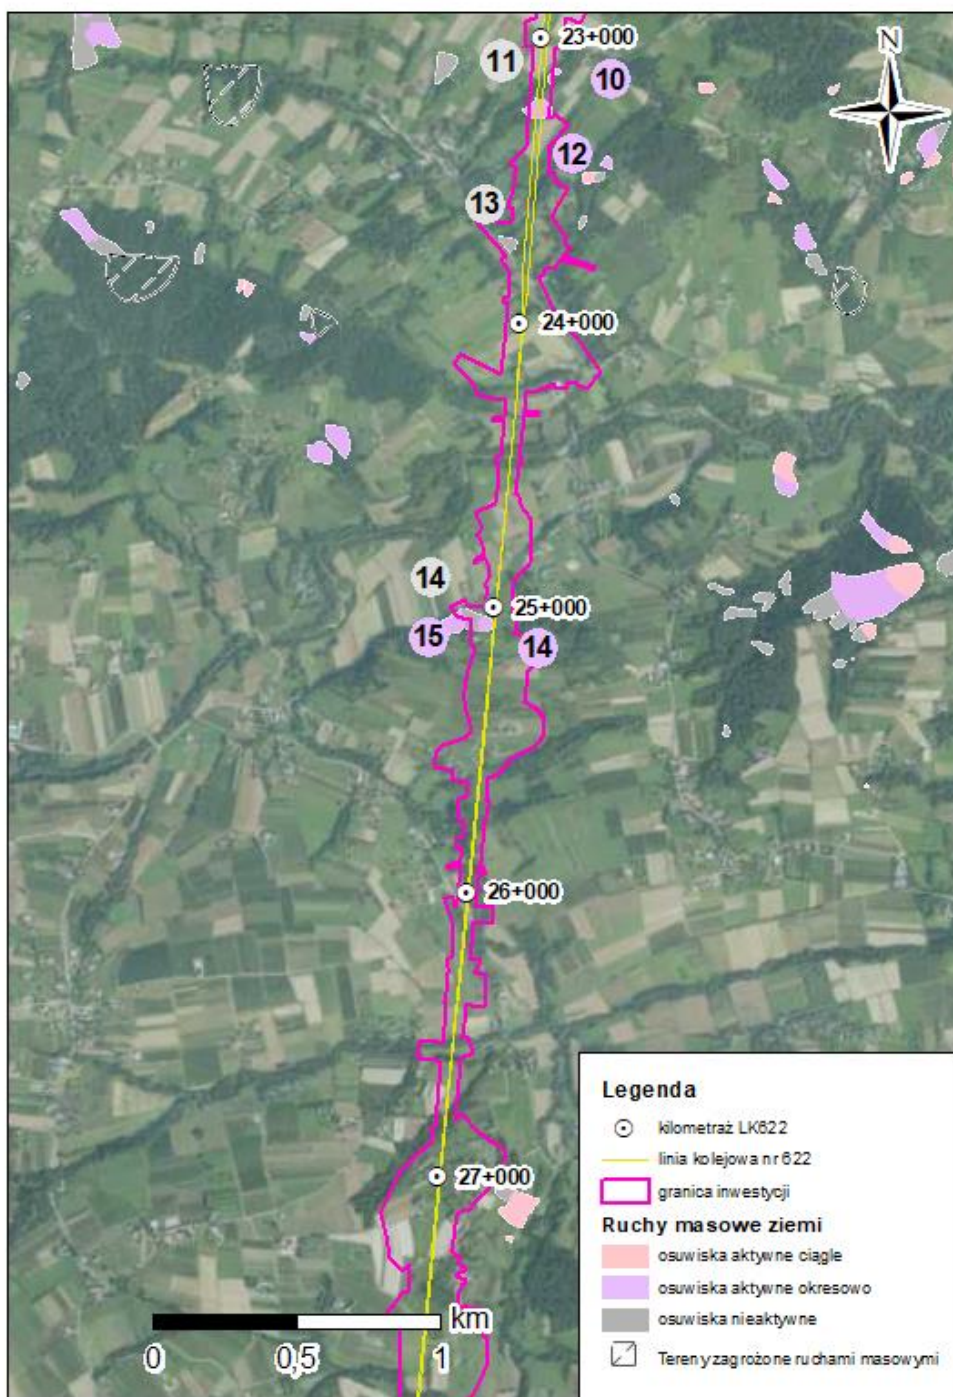 23+000
N
11
10
12
13
24+000
14
25+000
15
14
26+000
27+000
km
0
0,5
1
Legenda
kilometraż LK622
linia kolejowa nr 622
granica inwestycji
Ruchy masowe ziemi
osuwiska aktywne ciągle
osuwiska aktywne okresowo
osuwiska nieaktywne
Tereny zagrożone ruchami masowymi